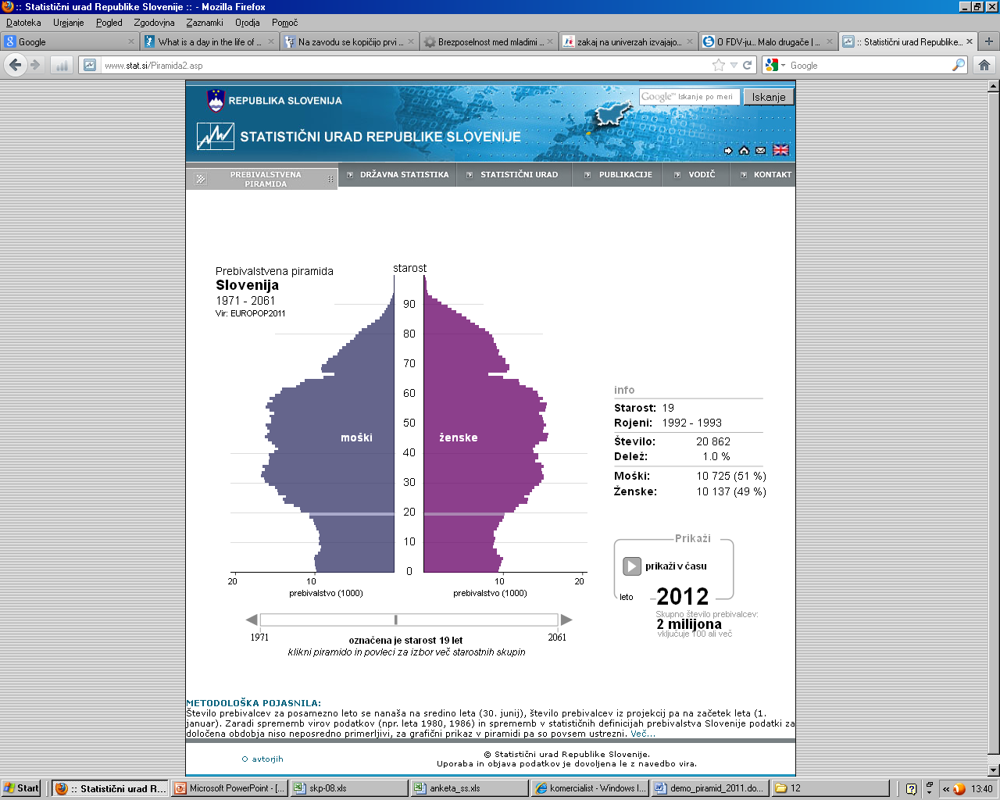 :: Statistični urad Republike Slovenije :: - Mozilla Firefox
Datoteka Urejanje Pogled Zgodovina Zaznamki Orodja Pomoč
Google What is a day in the life of ... Na zavodu se kopičijo prvi ... Brezposelnost med mladimi ... zakaj na univerzah izvajajo... O FDV-ju... Malo drugače | ... :: Statistični urad Republike...
www.stat.si/Piramida2.asp Google
REPUBLIKA SLOVENIJA
Google™ Iskanje po meri Iskanje
STATISTIČNI URAD REPUBLIKE SLOVENIJE
PREBIVALSTVENA
PIRAMIDA
DRŽAVNA STATISTIKA STATISTIČNI URAD PUBLIKACIJE VODIČ KONTAKT
Prebivalstvena piramida
Slovenija
1971 - 2061
Vir: EUROPOP2011
starost
90
80
70
60
50
40
30
20
10
0
moški ženske
20 10 10 20
prebivalstvo (1000) prebivalstvo (1000)
1971 2061
označena je starost 19 let
klikni piramido in povleci za izbor več starostnih skupin
info
Starost: 19
Rojeni: 1992 - 1993
Število: 20 862
Delež: 1.0 %
Moški: 10 725 (51 %)
Ženske: 10 137 (49 %)
Prikaži
prikaži v času
leto 2012
Skupno število prebivalcev:
2 milijona
vključuje 100 ali več
METODOLOŠKA POJASNILA:
Število prebivalcev za posamezno leto se nanaša na sredino leta (30. junij), število prebivalcev iz projekcij pa na začetek leta (1.
januar). Zaradi sprememb virov podatkov (npr. leta 1980, 1986) in sprememb v statističnih definicijah prebivalstva Slovenije podatki za
določena obdobja niso neposredno primerljivi, za grafični prikaz v piramidi pa so povsem ustrezni. Več...
O avtorjih
© Statistični urad Republike Slovenije.
Uporaba in objava podatkov je dovoljena le z navedbo vira.
Start :: Statistični urad R... Microsoft PowerPoint - [... skp-08.xls anketa_ss.xls komercialist - Windows I... demo_piramid_2011.do... 12 13:40